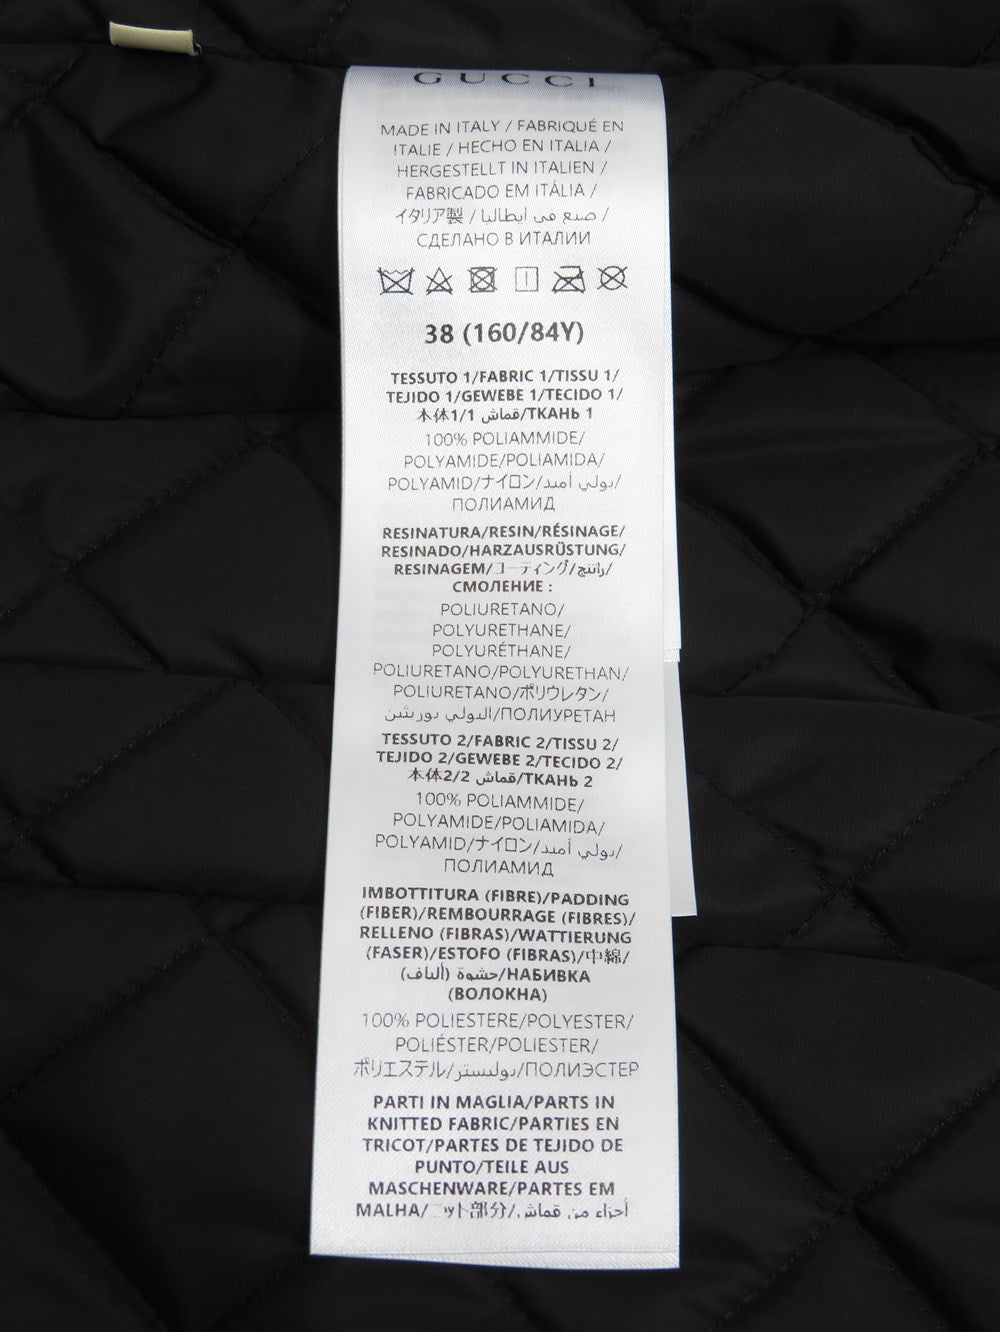 GUCCI
MADE IN ITALY / FABRIQUÉ EN
ITALIE / HECHO EN ITALIA /
HERGESTELLT IN ITALIEN /
FABRICADO EM ITÁLIA /
イタリア製 / صنع في ايطاليا /
СДЕЛАНО В ИТАЛИИ
38 (160/84Y)
TESSUTO 1/FABRIC 1/TISSU 1/
TEJIDO 1/GEWEBE 1/TECIDO 1/
本体1/1 قماش/ТКАНЬ 1
100% POLIAMMIDE/
POLYAMIDE/POLIAMIDA/
POLYAMID/ナイロン/بولي أميد/
ПОЛИАМИД
RESINATURA/RESIN/RÉSINAGE/
RESINADO/HARZAUSRÜSTUNG/
RESINAGEM/コーティング/راتنج/
СМОЛЕНИЕ :
POLIURETANO/
POLYURETHANE/
POLYURÉTHANE/
POLIURETANO/POLYURETHAN/
POLIURETANO/ポリウレタン/
البولي يوريثين/ПОЛИУРЕТАН
TESSUTO 2/FABRIC 2/TISSU 2/
TEJIDO 2/GEWEBE 2/TECIDO 2/
本体2/2 قماش/ТКАНЬ 2
100% POLIAMMIDE/
POLYAMIDE/POLIAMIDA/
POLYAMID/ナイロン/بولي أميد/
ПОЛИАМИД
IMBOTTITURA (FIBRE)/PADDING
(FIBER)/REMBOURRAGE (FIBRES)/
RELLENO (FIBRAS)/WATTIERUNG
(FASER)/ESTOFO (FIBRAS)/中綿/
حشوة (ألياف)/НАБИВКА
(ВОЛОКНА)
100% POLIESTERE/POLYESTER/
POLIÉSTER/POLIESTER/
ポリエステル/بوليستر/ПОЛИЭСТЕР
PARTI IN MAGLIA/PARTS IN
KNITTED FABRIC/PARTIES EN
TRICOT/PARTES DE TEJIDO DE
PUNTO/TEILE AUS
MASCHENWARE/PARTES EM
MALHA/ニット部分/أجزاء من قماش